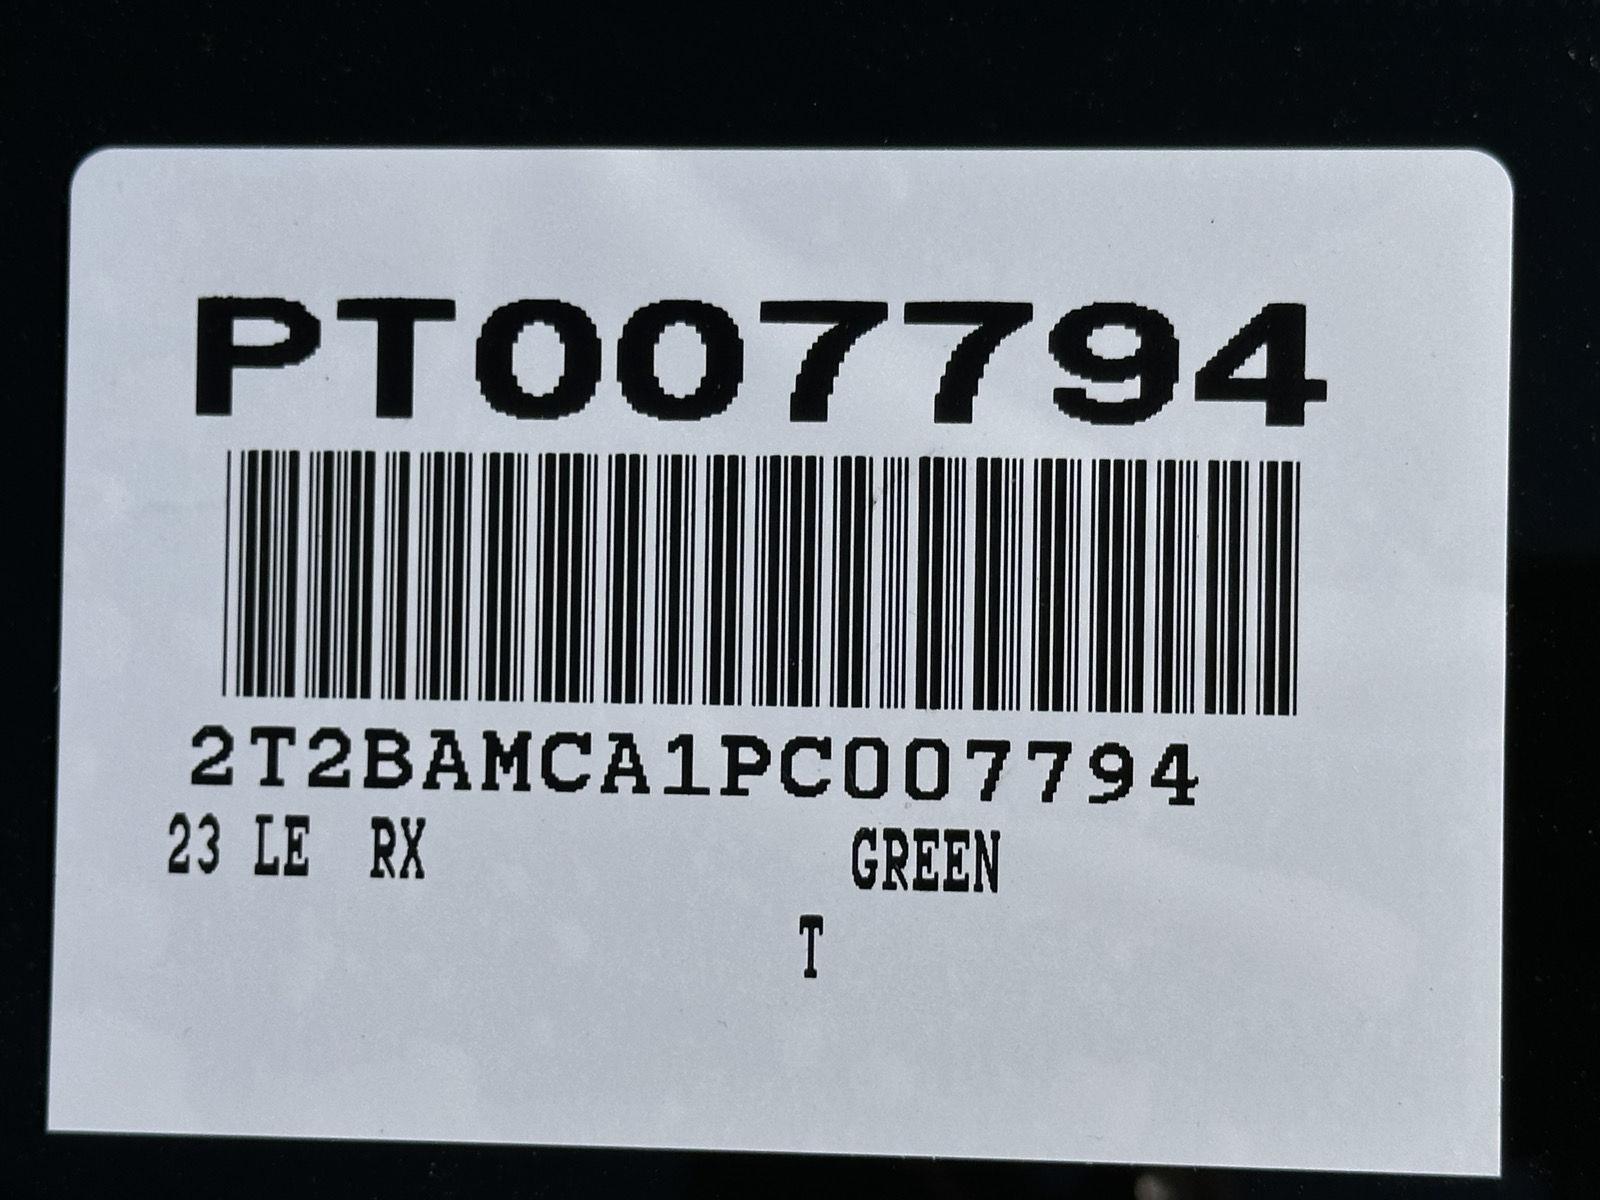 PT007794
2T2BAMCA1PC007794
23 LE RX GREEN
T